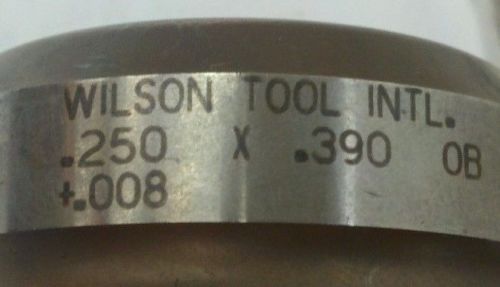 WILSON TOOL INTL.
.250 X .390 OB
+.008